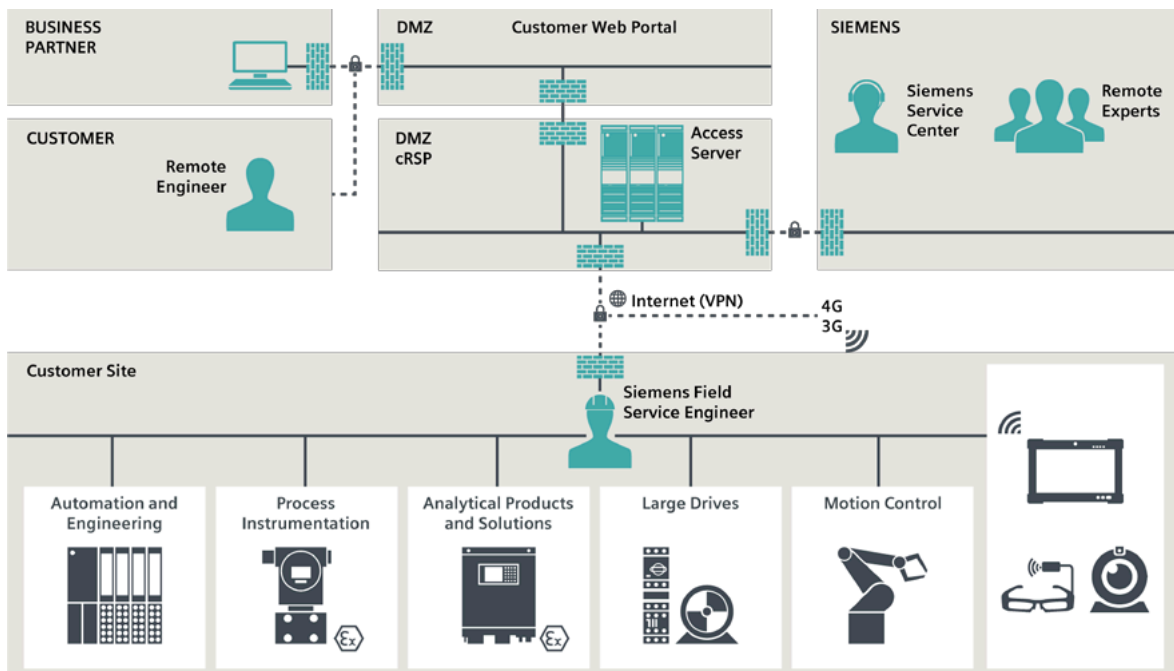 BUSINESS
PARTNER
DMZ
Customer Web Portal
SIEMENS
Siemens
Service
Center
Remote
Experts
CUSTOMER
Remote
Engineer
DMZ
cRSP
Access
Server
Internet (VPN)
4G
3G
Customer Site
Siemens Field
Service Engineer
Automation and
Engineering
Process
Instrumentation
Analytical Products
and Solutions
Large Drives
Motion Control
Ex
Ex